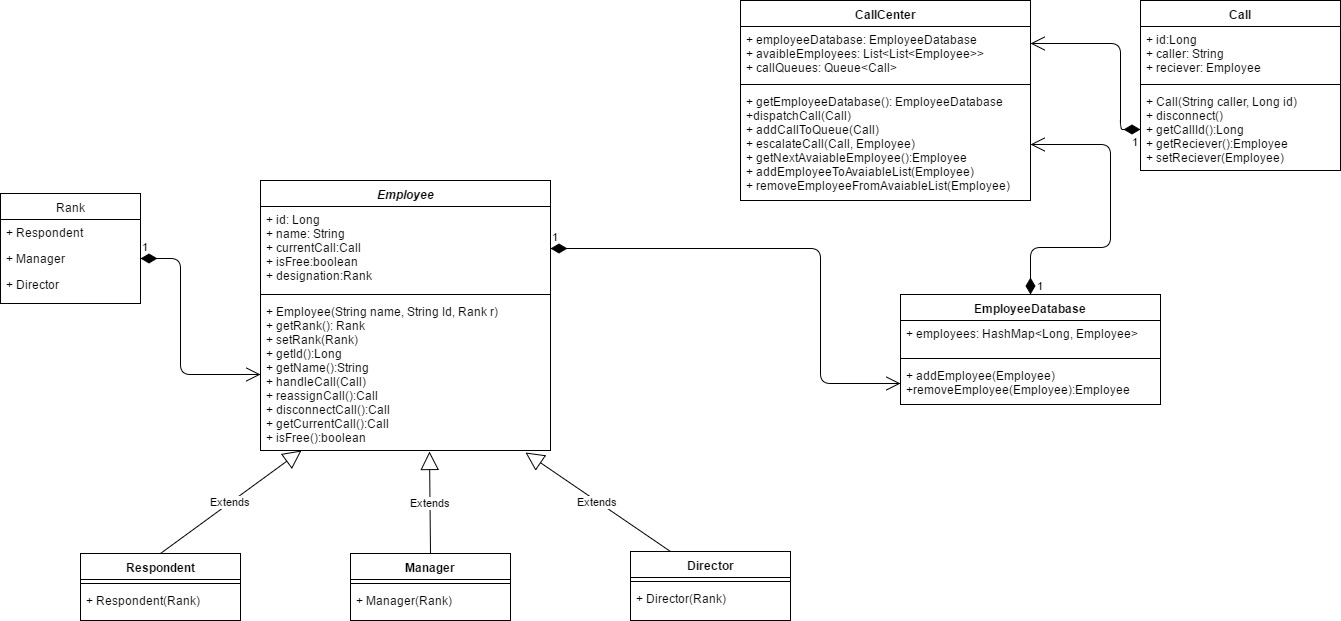 CallCenter
+ employeeDatabase: EmployeeDatabase
+ avaibleEmployees: List<List<Employee>>
+ callQueues: Queue<Call>
+ getEmployeeDatabase(): EmployeeDatabase
+dispatchCall(Call)
+ addCallToQueue(Call)
+ escalateCall(Call, Employee)
+ getNextAvaiableEmployee():Employee
+ addEmployeeToAvaiableList(Employee)
+ removeEmployeeFromAvaiableList(Employee)
Call
+ id:Long
+ caller: String
+ reciever: Employee
+ Call(String caller, Long id)
+ disconnect()
+ getCallId():Long
+ getReciever():Employee
+ setReciever(Employee)
1
Rank
+ Respondent
+ Manager
+ Director
1
Employee
+ id: Long
+ name: String
+ currentCall:Call
+ isFree:boolean
+ designation:Rank
+ Employee(String name, String Id, Rank r)
+ getRank(): Rank
+ setRank(Rank)
+ getId():Long
+ getName():String
+ handleCall(Call)
+ reassignCall():Call
+ disconnectCall():Call
+ getCurrentCall():Call
+ isFree():boolean
1
1
EmployeeDatabase
+ employees: HashMap<Long, Employee>
+ addEmployee(Employee)
+removeEmployee(Employee):Employee
Extends
Extends
Extends
Respondent
+ Respondent(Rank)
Manager
+ Manager(Rank)
Director
+ Director(Rank)